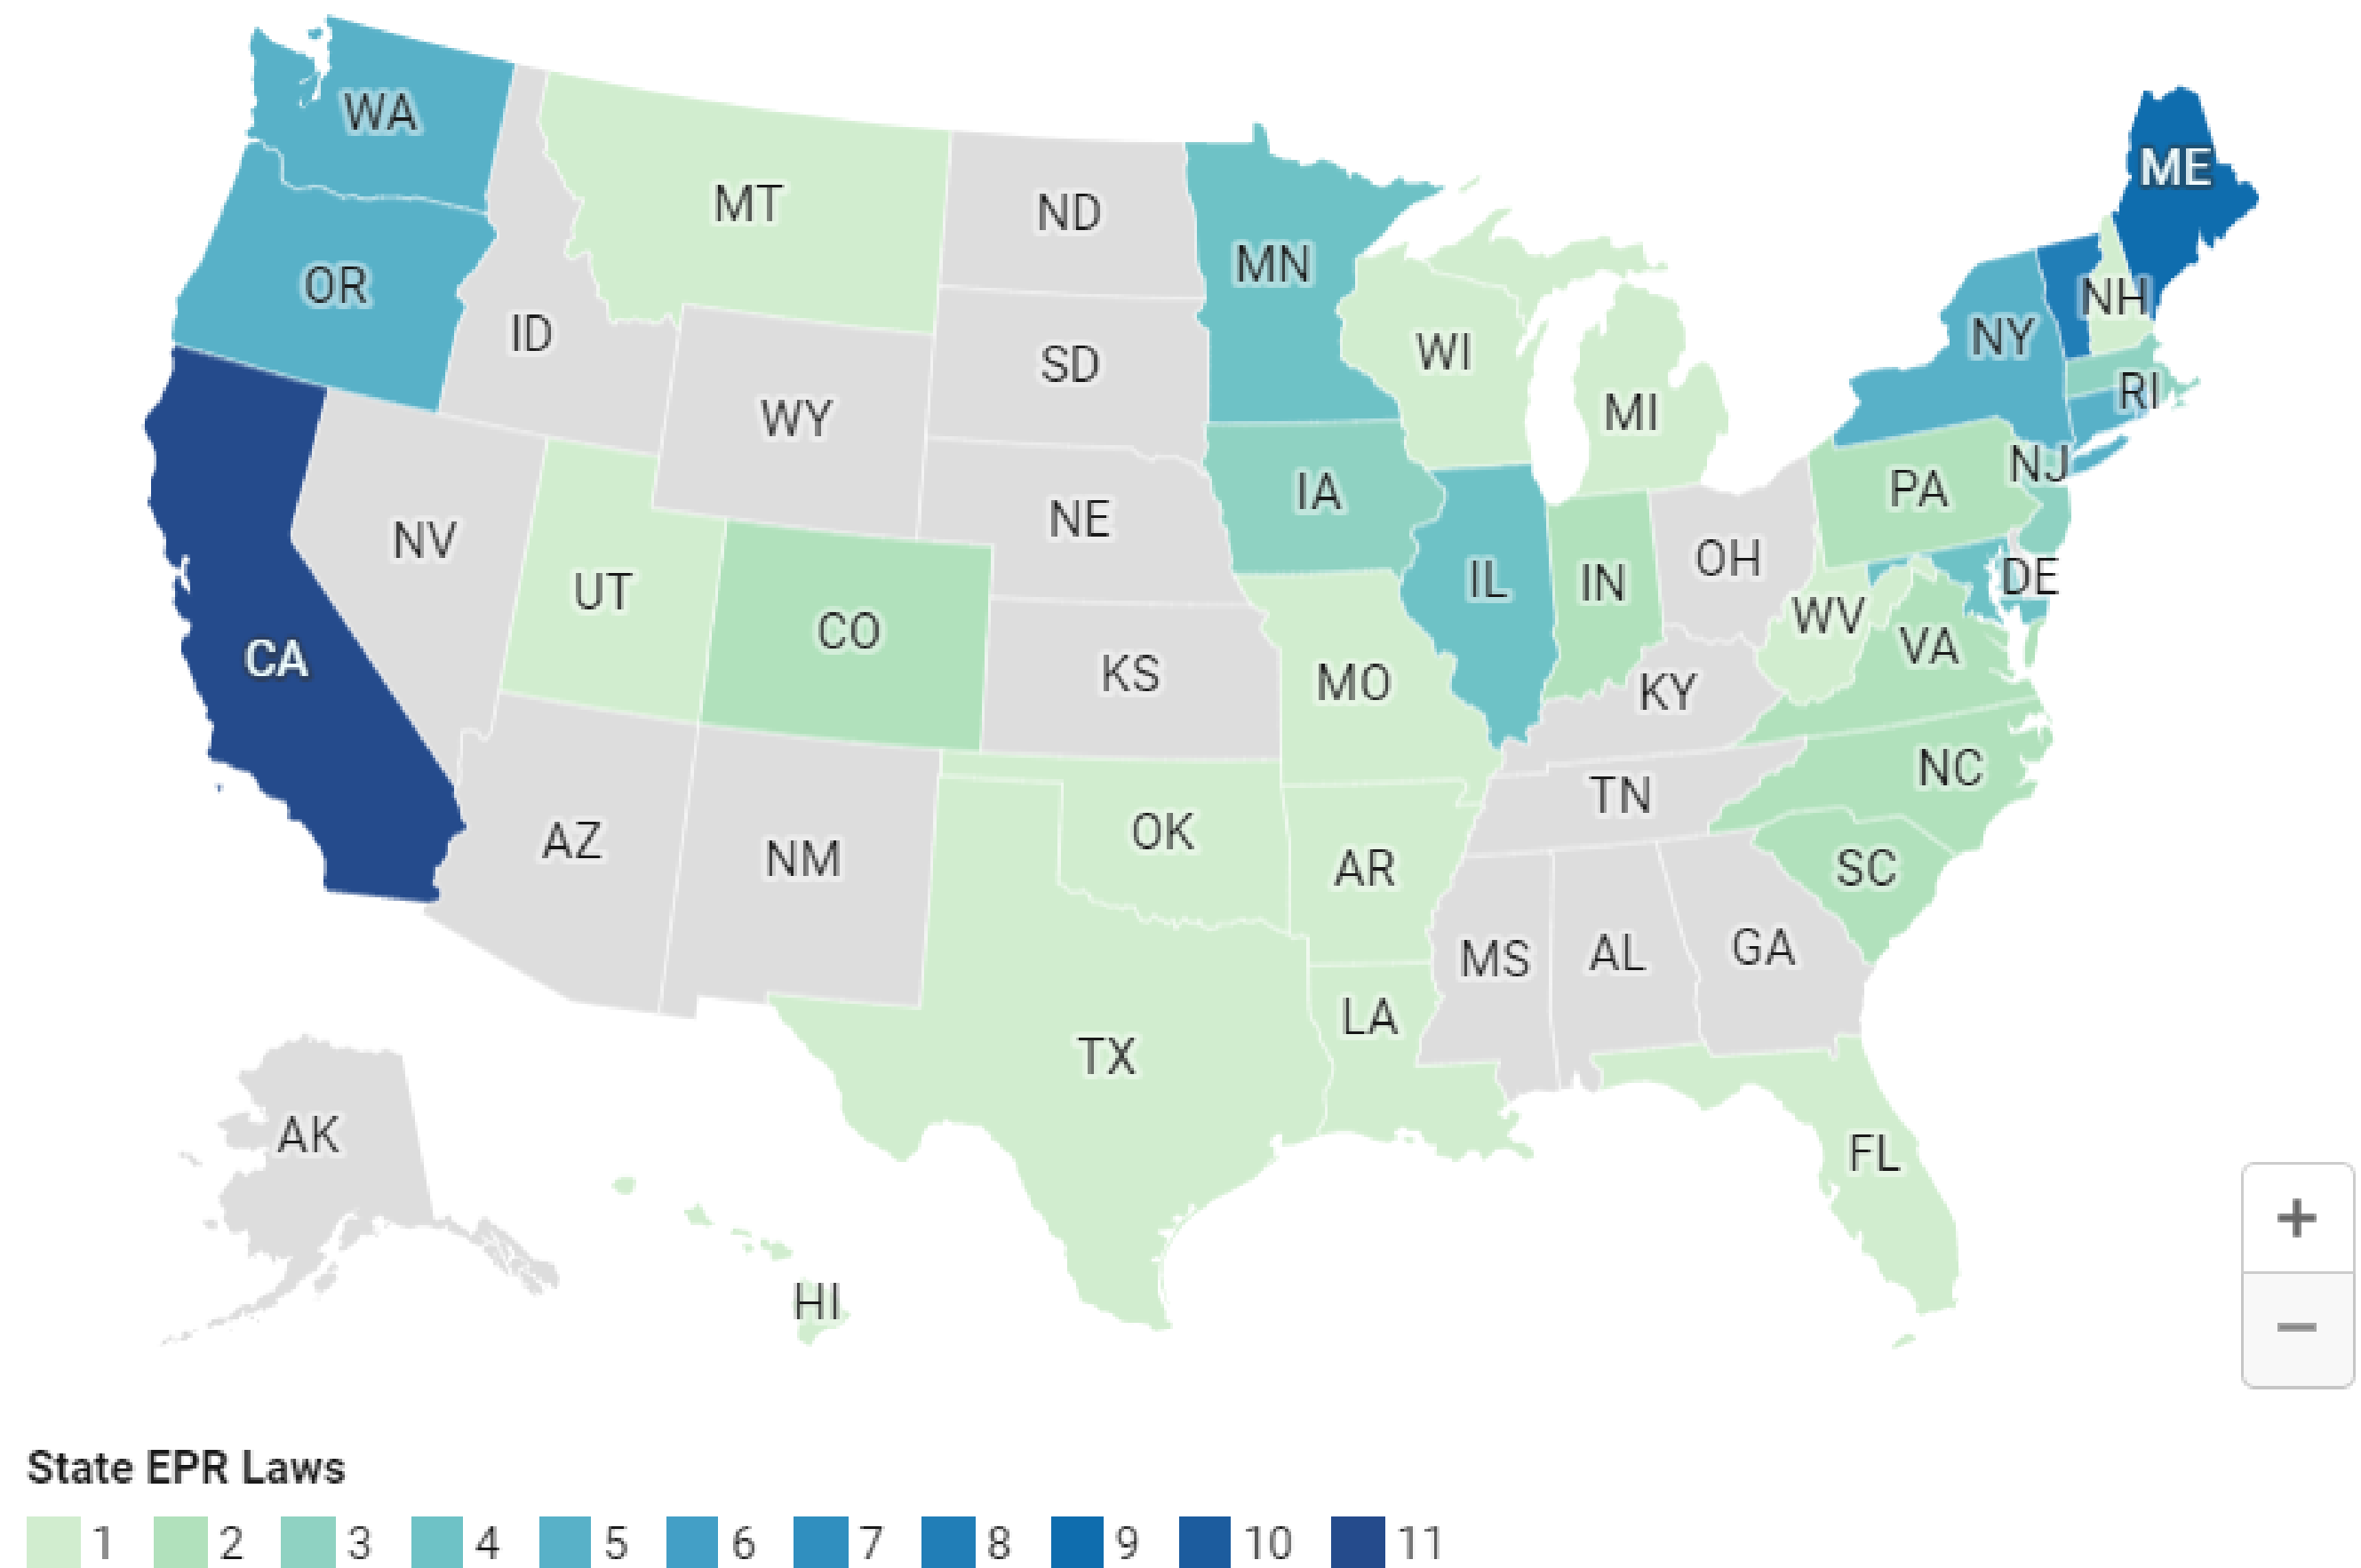 WA
ME
MT
ND
MN
OR
NH
ID
NY
WI
SD
RI
MI
WY
NJ
PA
IA
NE
NV
OH
DE
IL
IN
UT
WV
CO
VA
CA
KS
MO
KY
NC
TN
OK
AZ
NM
AR
SC
GA
AL
MS
LA
TX
AK
FL
+
HI
−
State EPR Laws
1 2 3 4 5 6 7 8 9 10 11